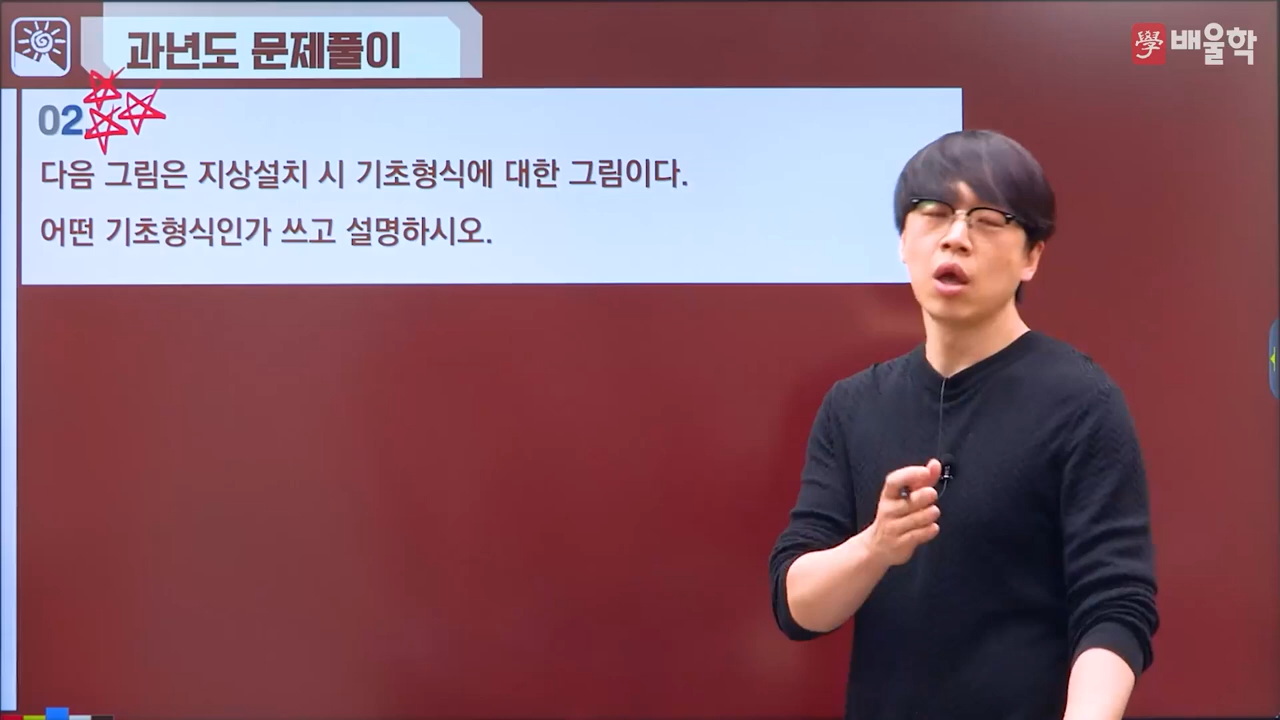 과년도 문제풀이
學 배울학
02.
다음 그림은 지상설치 시 기초형식에 대한 그림이다.
어떤 기초형식인가 쓰고 설명하시오.